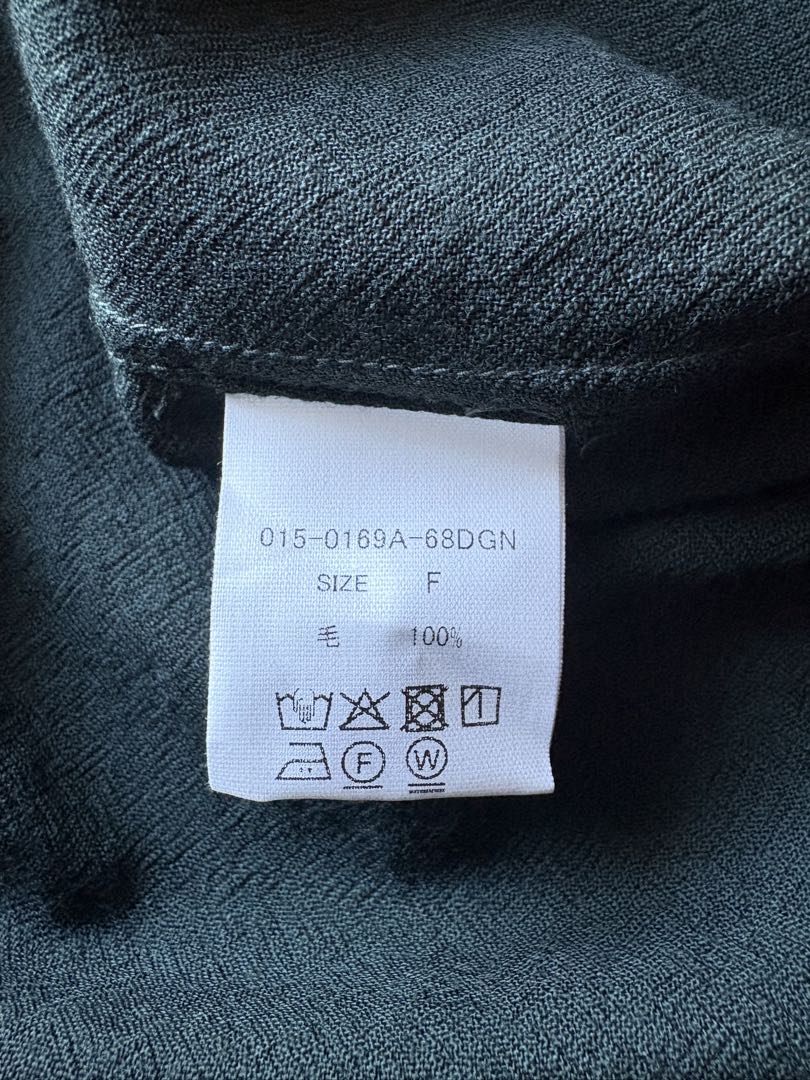 015-0169A-68DGN
SIZE F
毛 100%
F W